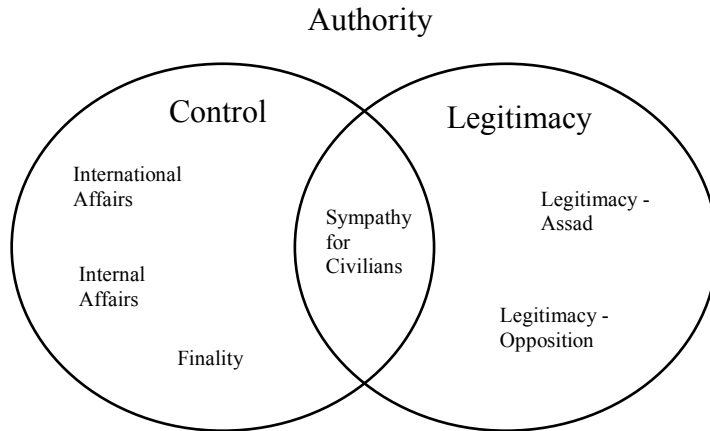 Authority
Control
Legitimacy
International
Affairs
Internal
Affairs
Finality
Sympathy
for
Civilians
Legitimacy -
Assad
Legitimacy -
Opposition